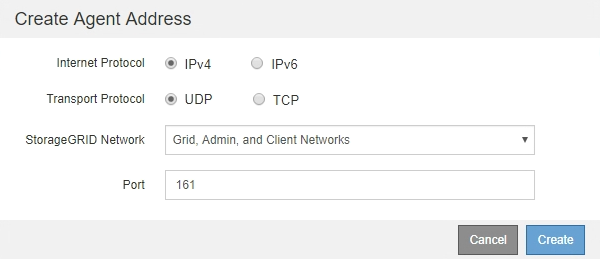 Create Agent Address
Internet Protocol IPv4 IPv6
Transport Protocol UDP TCP
StorageGRID Network Grid, Admin, and Client Networks
Port 161
Cancel Create